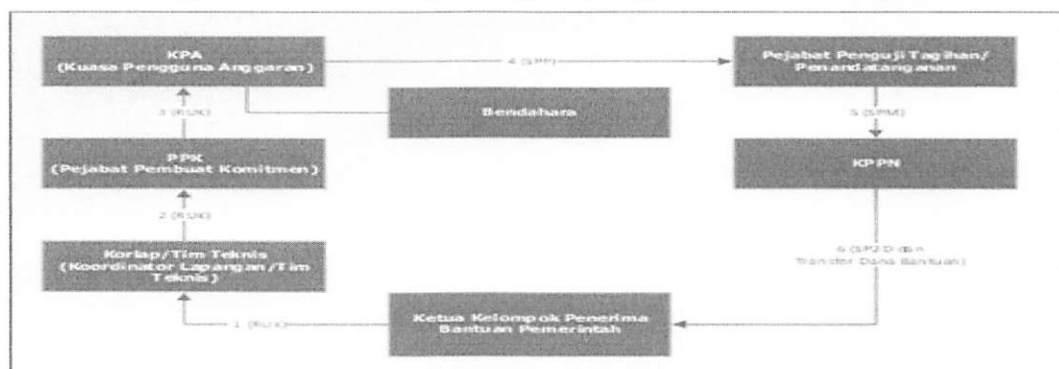 KPA
(Kuasa Pengguna Anggaran)
4 (SPP)
Pejabat Penguji Tagihan/
Penandatanganan
Bendahara
3 (RUK)
5 (SPM)
PPK
(Pejabat Pembuat Komitmen)
KPPN
2 (RUK)
Korlap/Tim Teknis
(Koordinator Lapangan/Tim
Teknis)
6 (SP2D dan
Transfer Dana Bantuan)
1 (RUK)
Ketua Kelompok Penerima
Bantuan Pemerintah